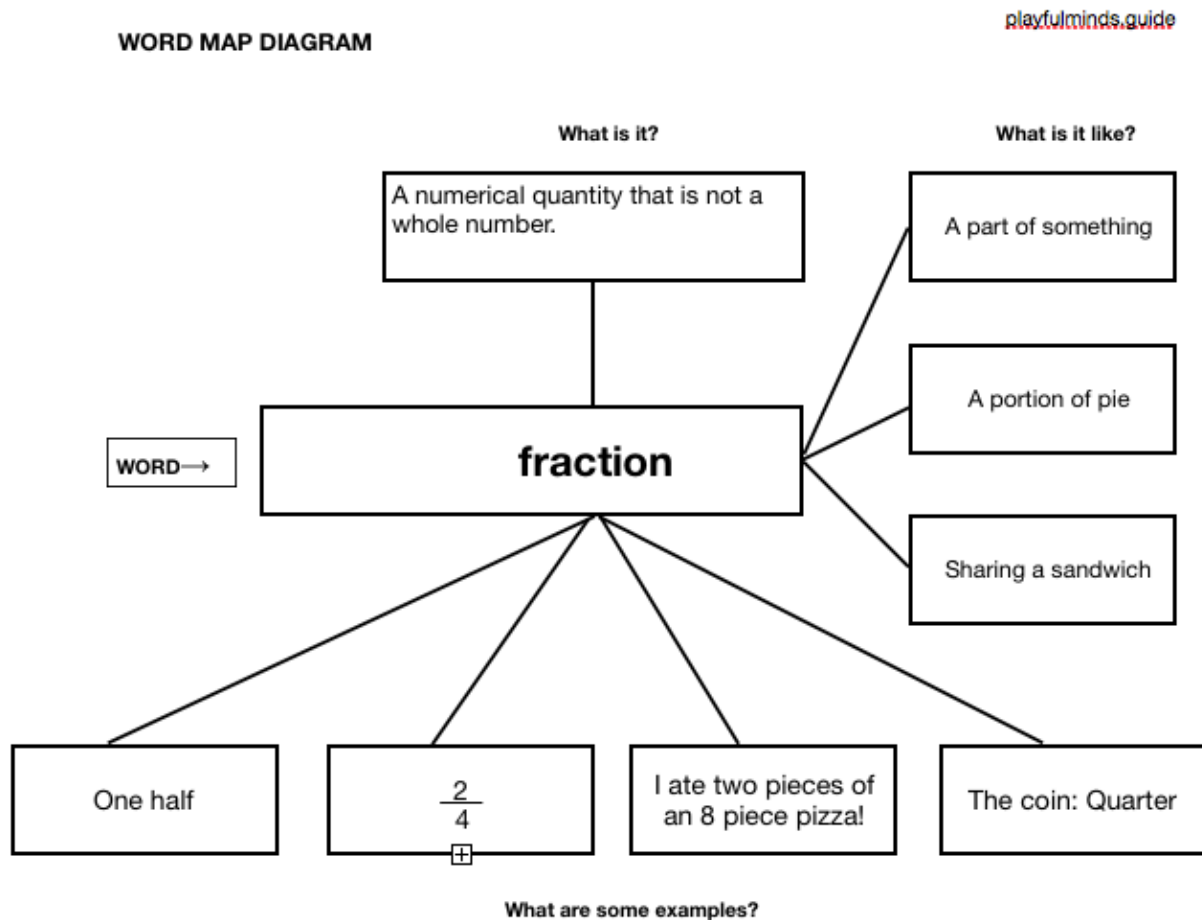 playfulminds.guide
WORD MAP DIAGRAM
What is it?
What is it like?
A numerical quantity that is not a
whole number.
A part of something
A portion of pie
WORD→
fraction
Sharing a sandwich
One half
2
4
I ate two pieces of
an 8 piece pizza!
The coin: Quarter
What are some examples?